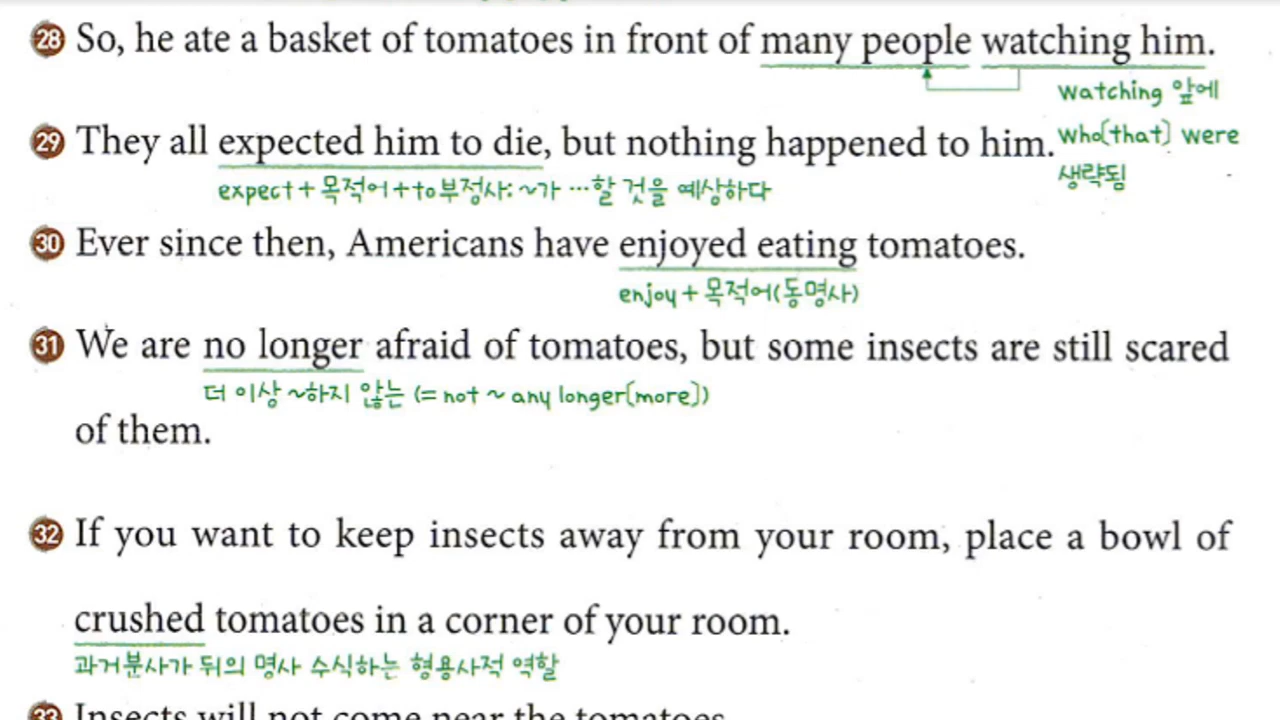 28 So, he ate a basket of tomatoes in front of many people watching him.
watching 앞에
29 They all expected him to die, but nothing happened to him. who(that) were
expect + 목적어 + to부정사: ~가 …할 것을 예상하다 생략됨
30 Ever since then, Americans have enjoyed eating tomatoes.
enjoy + 목적어(동명사)
31 We are no longer afraid of tomatoes, but some insects are still scared
더 이상 ~하지 않는 (= not ~ any longer(more))
of them.
32 If you want to keep insects away from your room, place a bowl of
crushed tomatoes in a corner of your room.
과거분사가 뒤의 명사 수식하는 형용사적 역할
33 Insects will not come near the tomatoes.